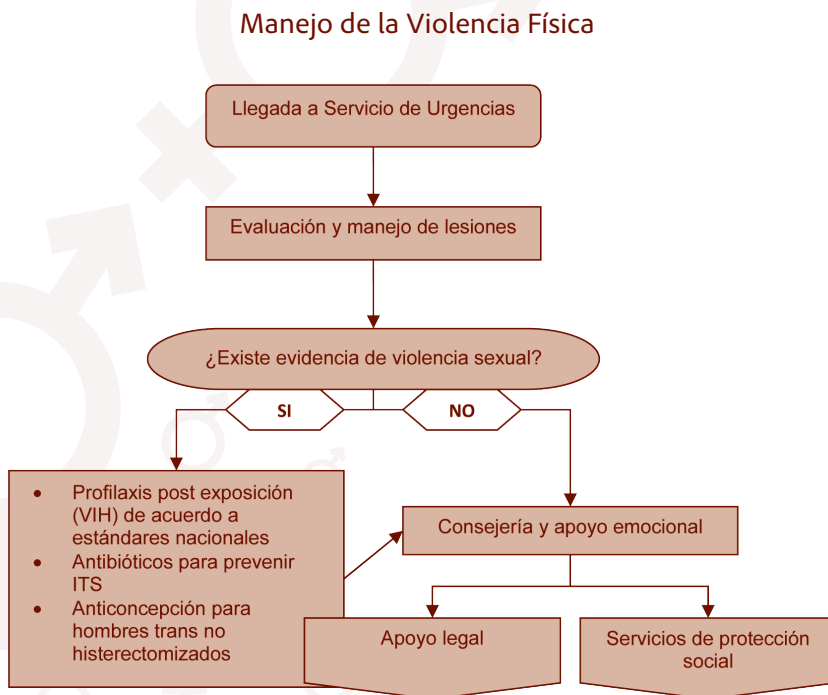 Manejo de la Violencia Física
Llegada a Servicio de Urgencias
Evaluación y manejo de lesiones
¿Existe evidencia de violencia sexual?
SI
NO
• Profilaxis post exposición
(VIH) de acuerdo a
estándares nacionales
• Antibióticos para prevenir
ITS
• Anticoncepción para
hombres trans no
histerectomizados
Consejería y apoyo emocional
Apoyo legal
Servicios de protección
social